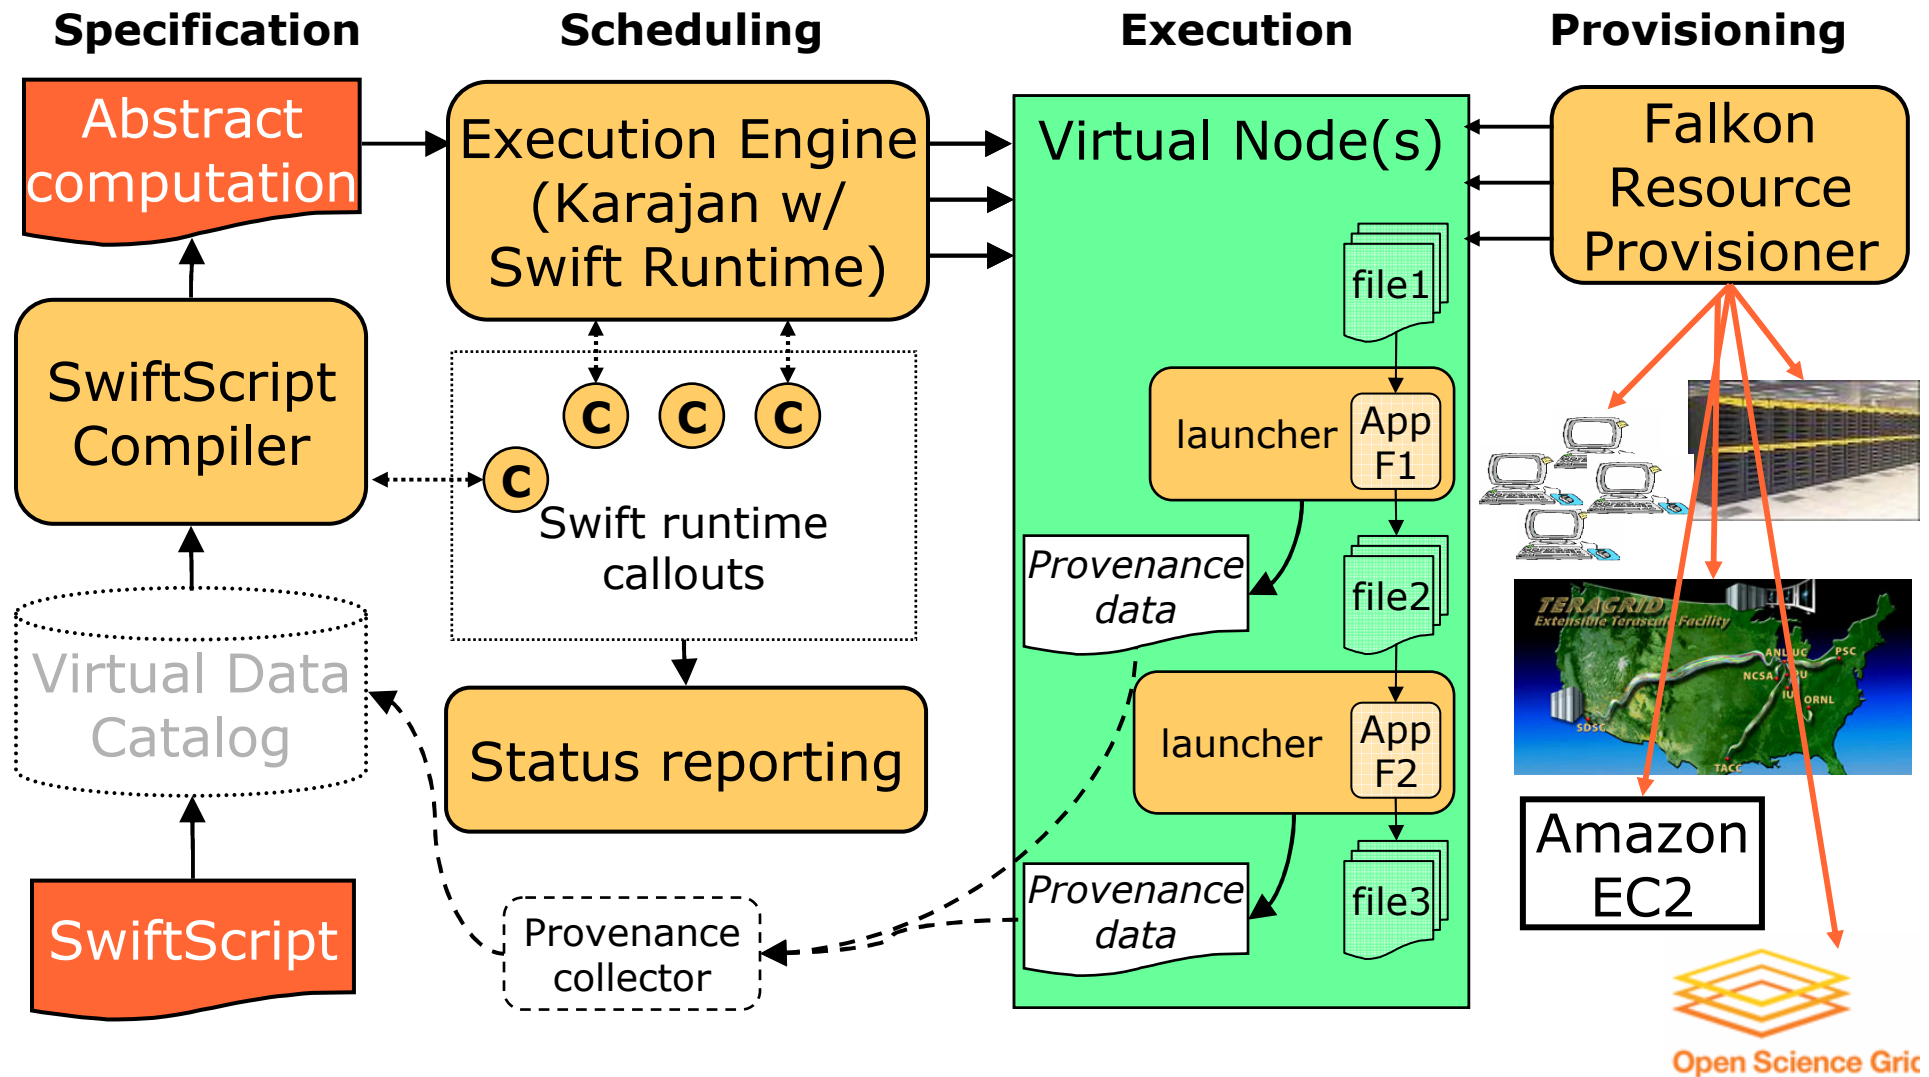 Specification
Scheduling
Execution
Provisioning
Abstract
computation
SwiftScript
Compiler
Virtual Data
Catalog
SwiftScript
Execution Engine
(Karajan w/
Swift Runtime)
C
C
C
C
Swift runtime
callouts
Status reporting
Provenance
collector
Virtual Node(s)
file1
launcher
App
F1
Provenance
data
file2
launcher
App
F2
Provenance
data
file3
Falkon
Resource
Provisioner
TERAGRID
Extensible Terascale Facility
ANL/UC
PSC
NCSA
PU
IU
ORNL
SDSC
TACC
Amazon
EC2
Open Science Grid